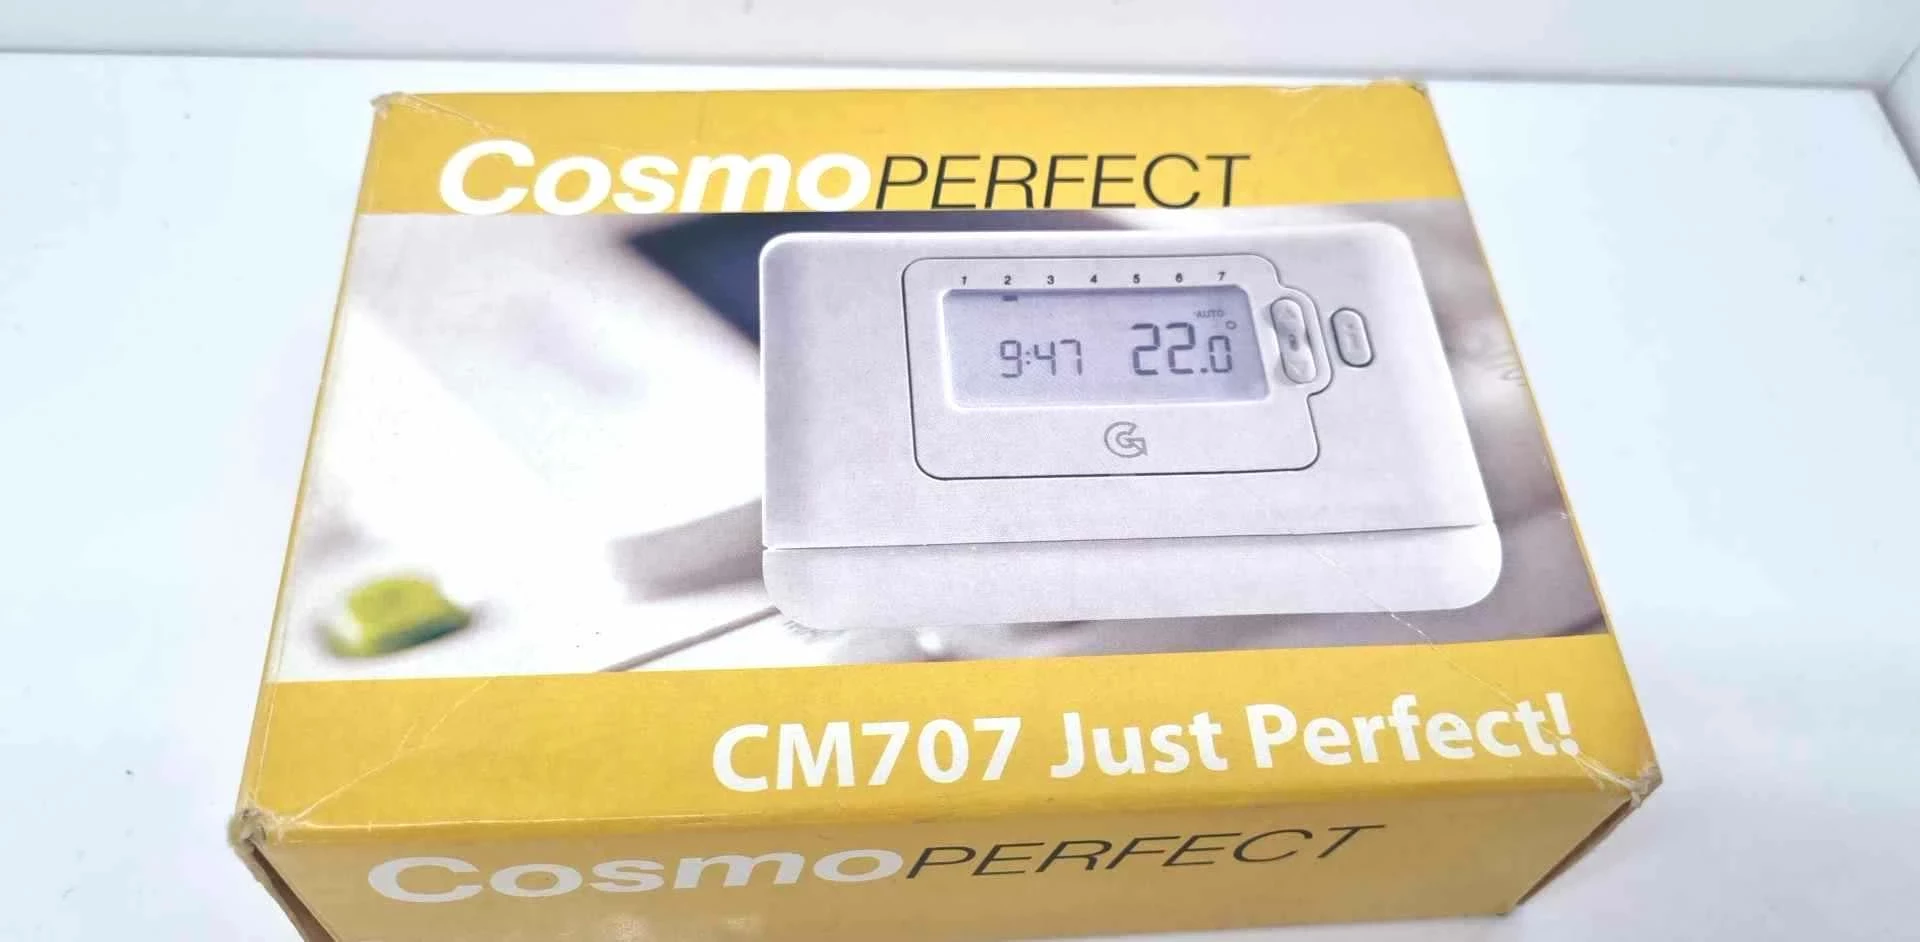 CosmoPERFECT
1 2 3 4 5 6 7
AUTO
9:47 22.0
CM707 Just Perfect!
CosmoPERFECT